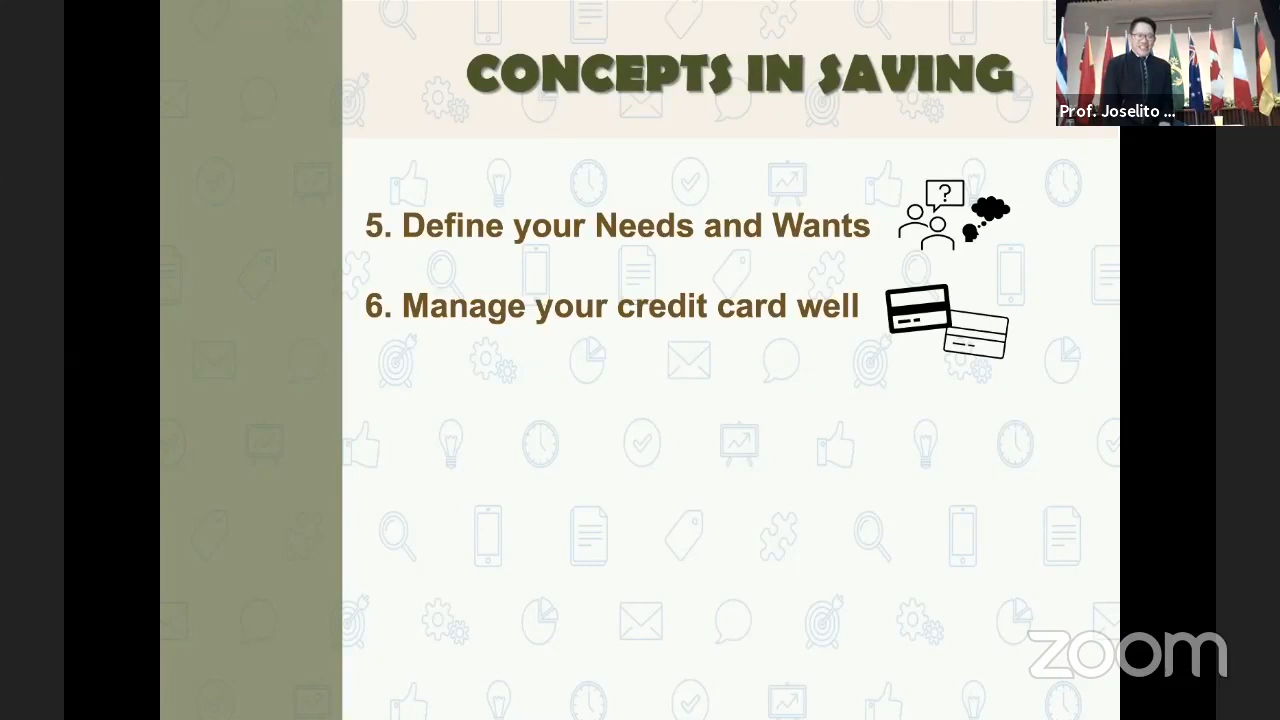 CONCEPTS IN SAVING
Prof. Joselito ...
5. Define your Needs and Wants
?
6. Manage your credit card well
zoom